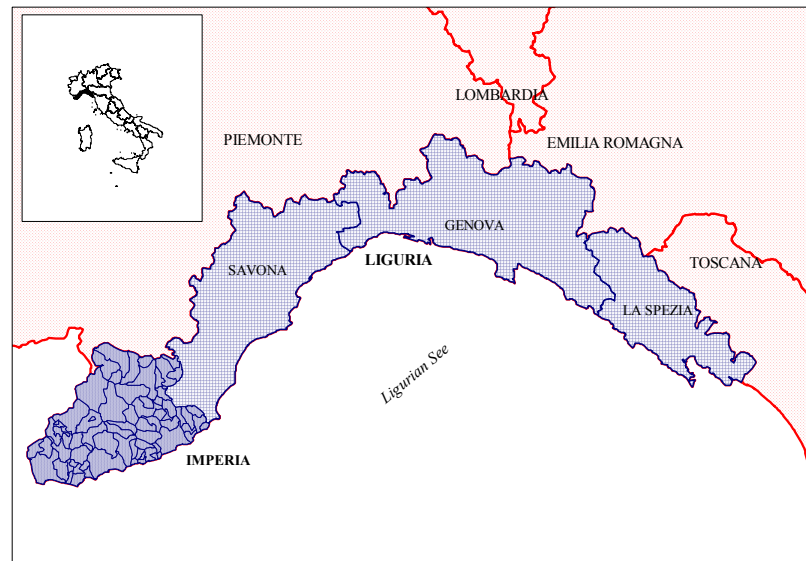 LOMBARDIA
PIEMONTE
EMILIA ROMAGNA
GENOVA
LIGURIA
TOSCANA
SAVONA
LA SPEZIA
Ligurian See
IMPERIA